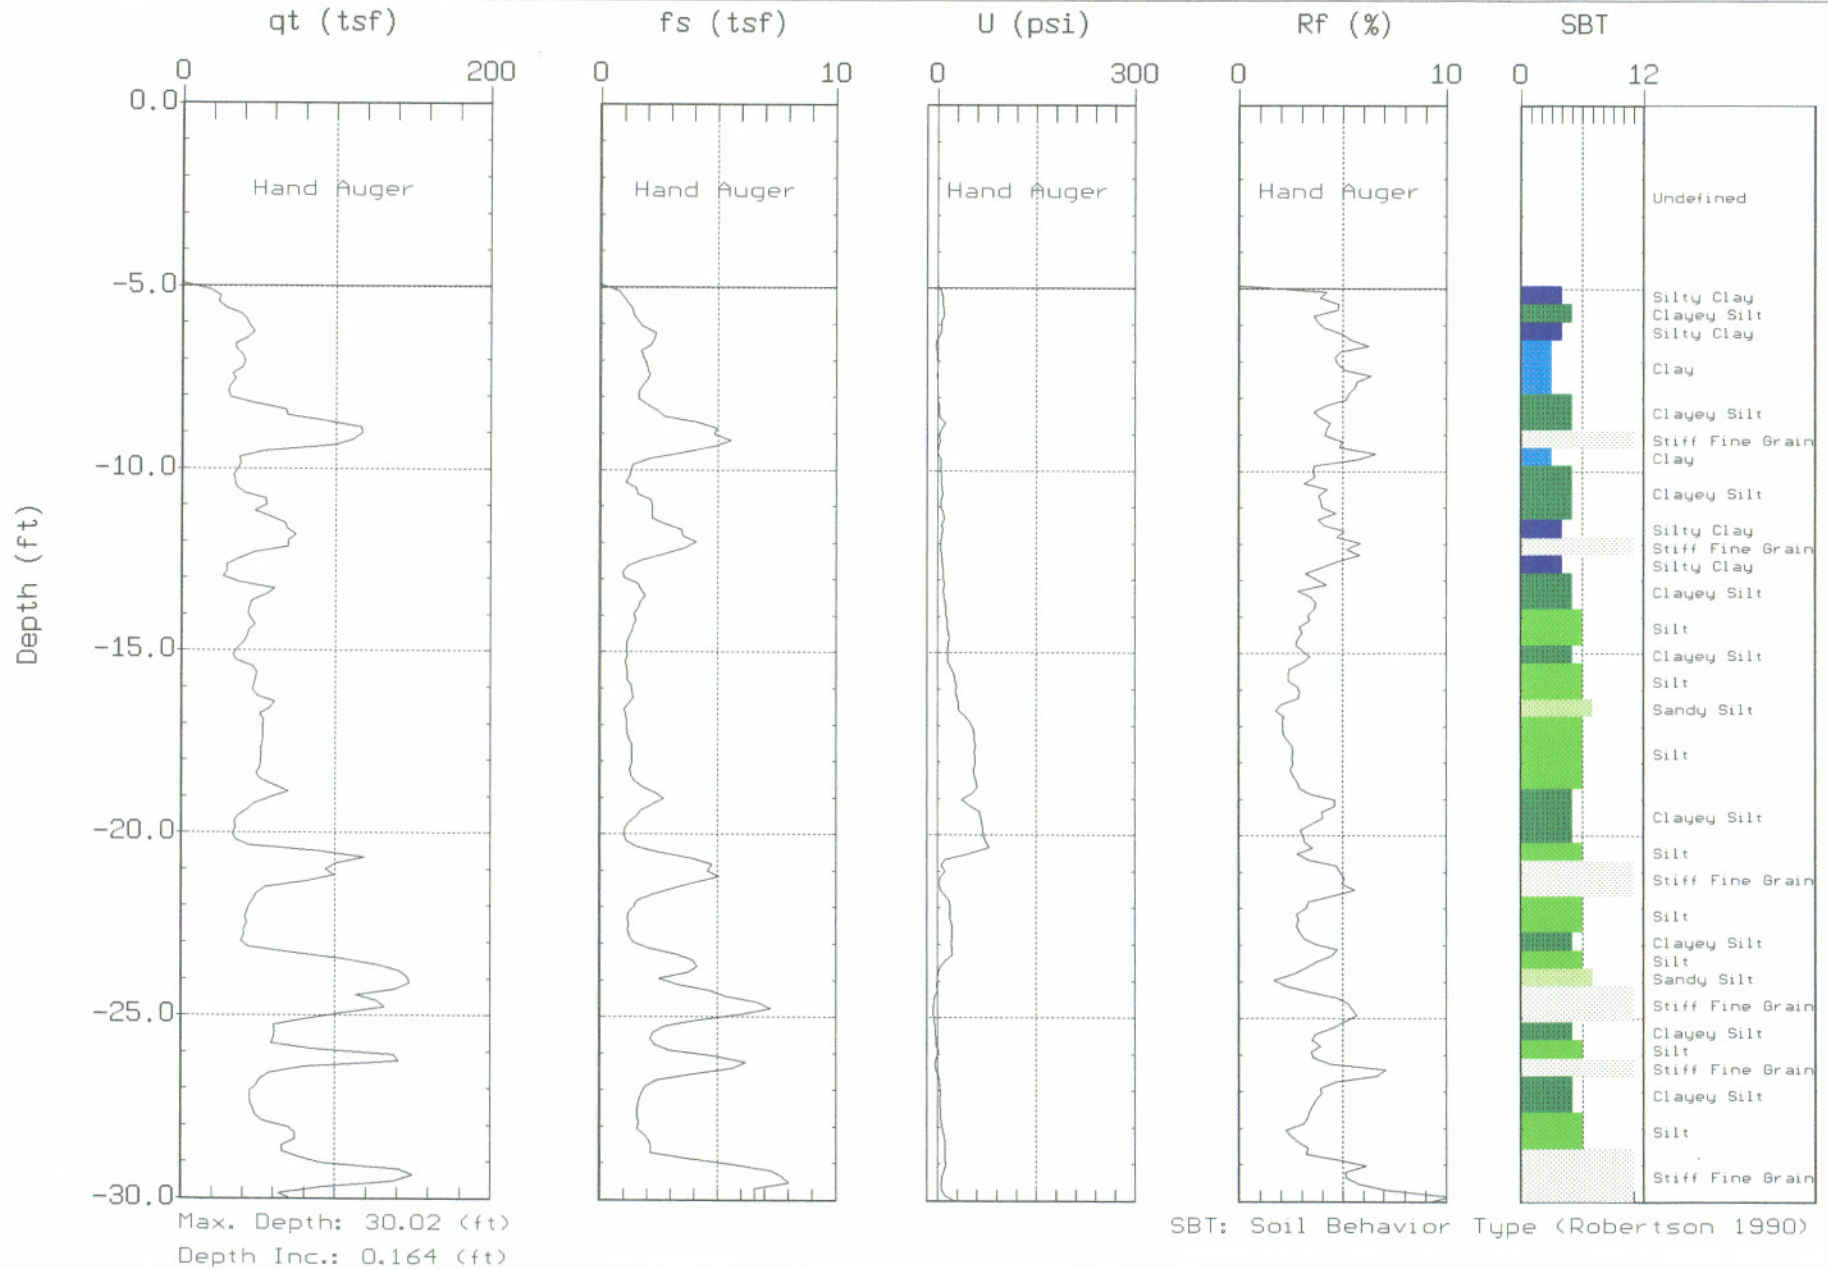 qt (tsf) fs (tsf) U (psi) Rf (%) SBT
0 200 0 10 0 300 0 10 0 12
0.0
Hand Auger Hand Auger Hand Auger Hand Auger
Undefined
-5.0
Silty Clay
Clayey Silt
Silty Clay
Clay
Clayey Silt
Stiff Fine Grain
-10.0
Clay
Clayey Silt
Silty Clay
Stiff Fine Grain
Silty Clay
Clayey Silt
Depth (ft)
Silt
-15.0
Clayey Silt
Silt
Sandy Silt
Silt
Clayey Silt
-20.0
Silt
Stiff Fine Grain
Silt
Clayey Silt
Silt
Sandy Silt
Stiff Fine Grain
-25.0
Clayey Silt
Silt
Stiff Fine Grain
Clayey Silt
Silt
Stiff Fine Grain
-30.0
Max. Depth: 30.02 (ft)
SBT: Soil Behavior Type (Robertson 1990)
Depth Inc.: 0.164 (ft)